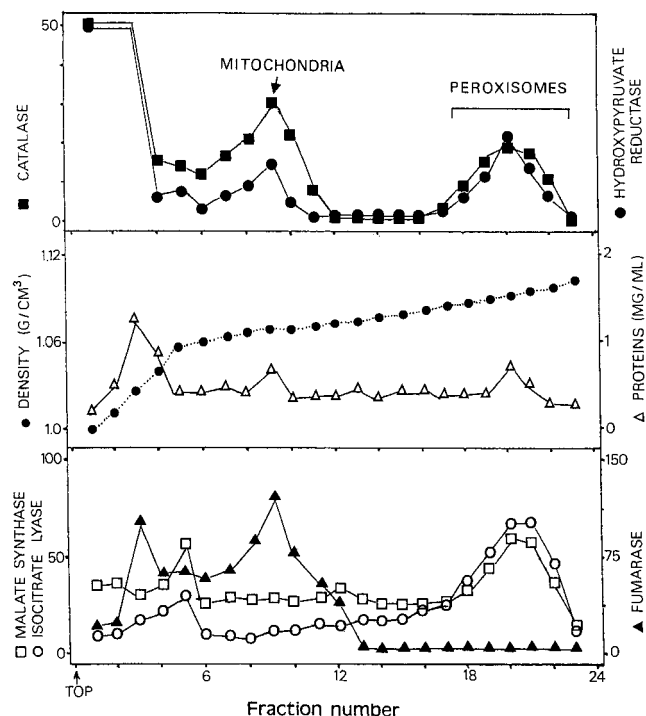 50
0
■ CATALASE
MITOCHONDRIA
PEROXISOMES
● HYDROXYPYRUVATE
REDUCTASE
1.12
1.06
1.0
● DENSITY (G/CM³)
2
1
0
△ PROTEINS (MG/ML)
100
50
0
□ MALATE SYNTHASE
○ ISOCITRATE LYASE
150
75
0
▲ FUMARASE
TOP
6
12
18
24
Fraction number